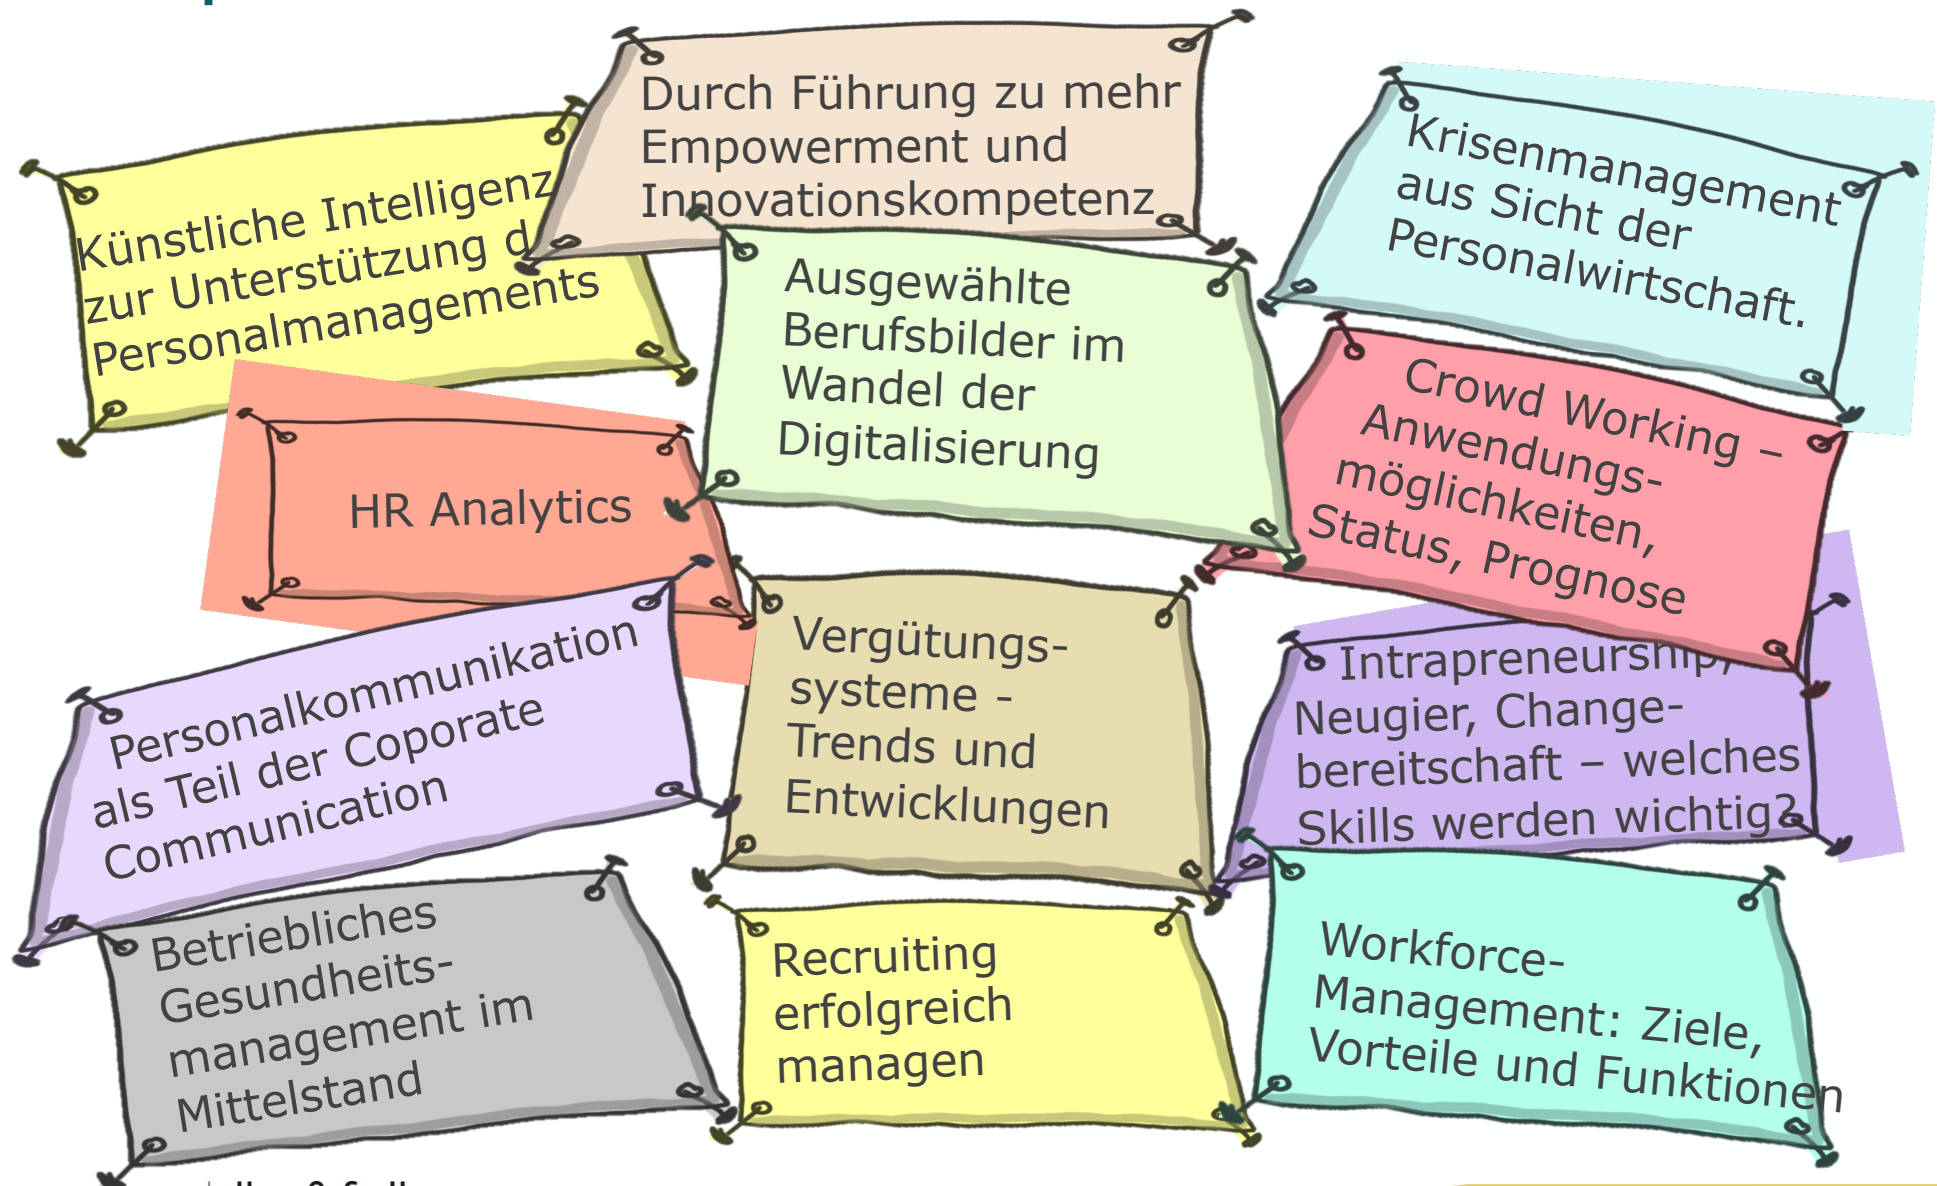 Durch Führung zu mehr
Empowerment und
Innovationskompetenz
Künstliche Intelligenz
zur Unterstützung d
Personalmanagements
Krisenmanagement
aus Sicht der
Personalwirtschaft.
Ausgewählte
Berufsbilder im
Wandel der
Digitalisierung
Crowd Working –
Anwendungs-
möglichkeiten,
Status, Prognose
HR Analytics
Personalkommunikation
als Teil der Coporate
Communication
Vergütungs-
systeme -
Trends und
Entwicklungen
Intrapreneurship,
Neugier, Change-
bereitschaft – welches
Skills werden wichtig?
Betriebliches
Gesundheits-
management im
Mittelstand
Recruiting
erfolgreich
managen
Workforce-
Management: Ziele,
Vorteile und Funktionen